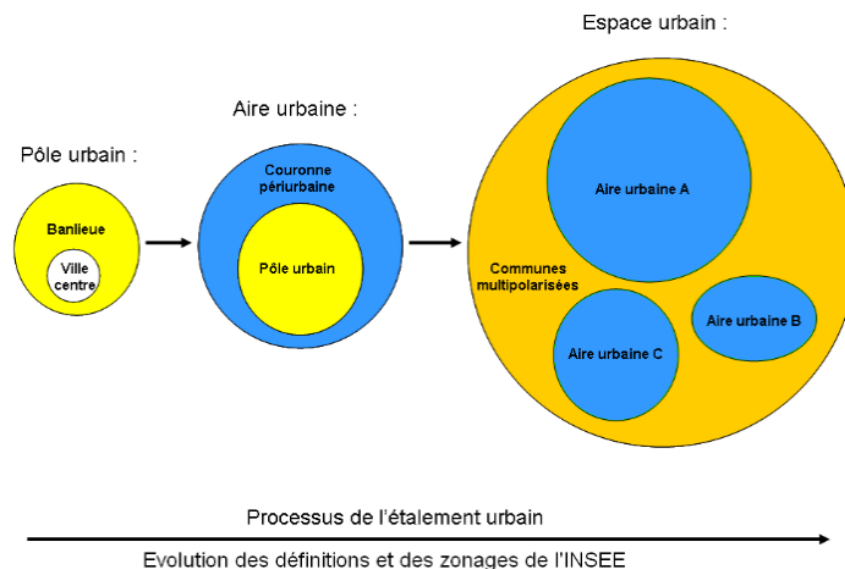 Pôle urbain :
Banlieue
Ville
centre
Aire urbaine :
Couronne
périurbaine
Pôle urbain
Espace urbain :
Aire urbaine A
Communes
multipolarisées
Aire urbaine B
Aire urbaine C
Processus de l'étalement urbain
Evolution des définitions et des zonages de l'INSEE